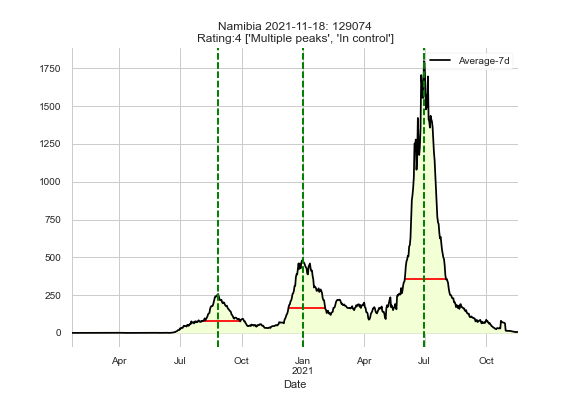 Namibia 2021-11-18: 129074
Rating:4 ['Multiple peaks', 'In control']
Average-7d
1750
1500
1250
1000
750
500
250
0
Apr Jul Oct Jan Apr Jul Oct
2021
Date